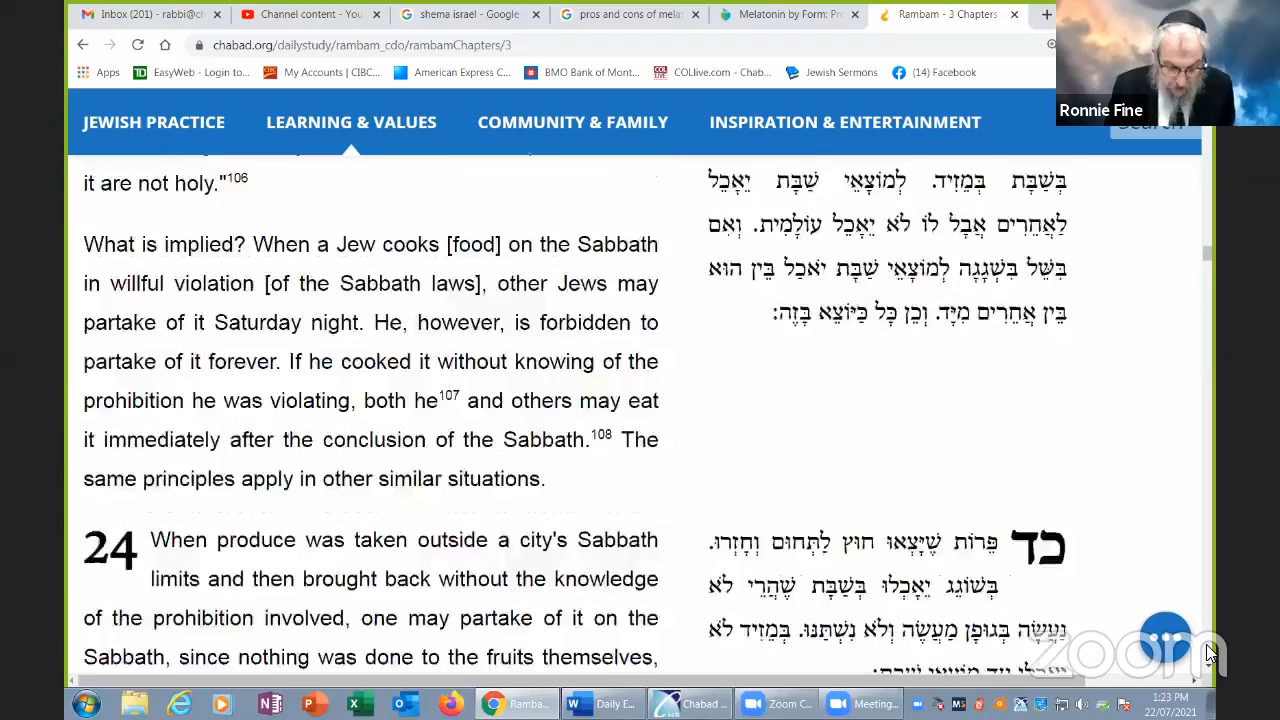 Inbox (201) - rabbi@c
Channel content - You
shema israel - Google
pros and cons of mela
Melatonin by Form: Pr
Rambam - 3 Chapters
chabad.org/dailystudy/rambam_cdo/rambamChapters/3
Apps
EasyWeb - Login to...
My Accounts | CIBC...
American Express C...
BMO Bank of Mont...
COLlive.com - Chab...
Jewish Sermons
(14) Facebook
Ronnie Fine
JEWISH PRACTICE
LEARNING & VALUES
COMMUNITY & FAMILY
INSPIRATION & ENTERTAINMENT
Search
it are not holy."106
What is implied? When a Jew cooks [food] on the Sabbath
in willful violation [of the Sabbath laws], other Jews may
partake of it Saturday night. He, however, is forbidden to
partake of it forever. If he cooked it without knowing of the
prohibition he was violating, both he107 and others may eat
it immediately after the conclusion of the Sabbath.108 The
same principles apply in other similar situations.
24 When produce was taken outside a city's Sabbath
limits and then brought back without the knowledge
of the prohibition involved, one may partake of it on the
Sabbath, since nothing was done to the fruits themselves,
בְּשַׁבָּת בְּמֵזִיד. לְמוֹצָאֵי שַׁבָּת יֵאָכֵל
לַאֲחֵרִים אֲבָל לוֹ לֹא יֵאָכֵל עוֹלָמִית. וְאִם
בִּשֵּׁל בִּשְׁגָגָה לְמוֹצָאֵי שַׁבָּת יֹאכַל בֵּין הוּא
בֵּין אֲחֵרִים מִיָּד. וְכֵן כָּל כַּיּוֹצֵא בָּזֶה:
כד פֵּרוֹת שֶׁיָּצְאוּ חוּץ לַתְּחוּם וְחָזְרוּ.
בְּשׁוֹגֵג יֵאָכְלוּ בְּשַׁבָּת שֶׁהֲרֵי לֹא
נַעֲשָׂה בְּגוּפָן מַעֲשֶׂה וְלֹא נִשְׁתַּנּוּ. בְּמֵזִיד לֹא
zoom
Ramba...
Daily E...
Chabad ...
Zoom C...
Meeting...
1:23 PM
22/07/2021